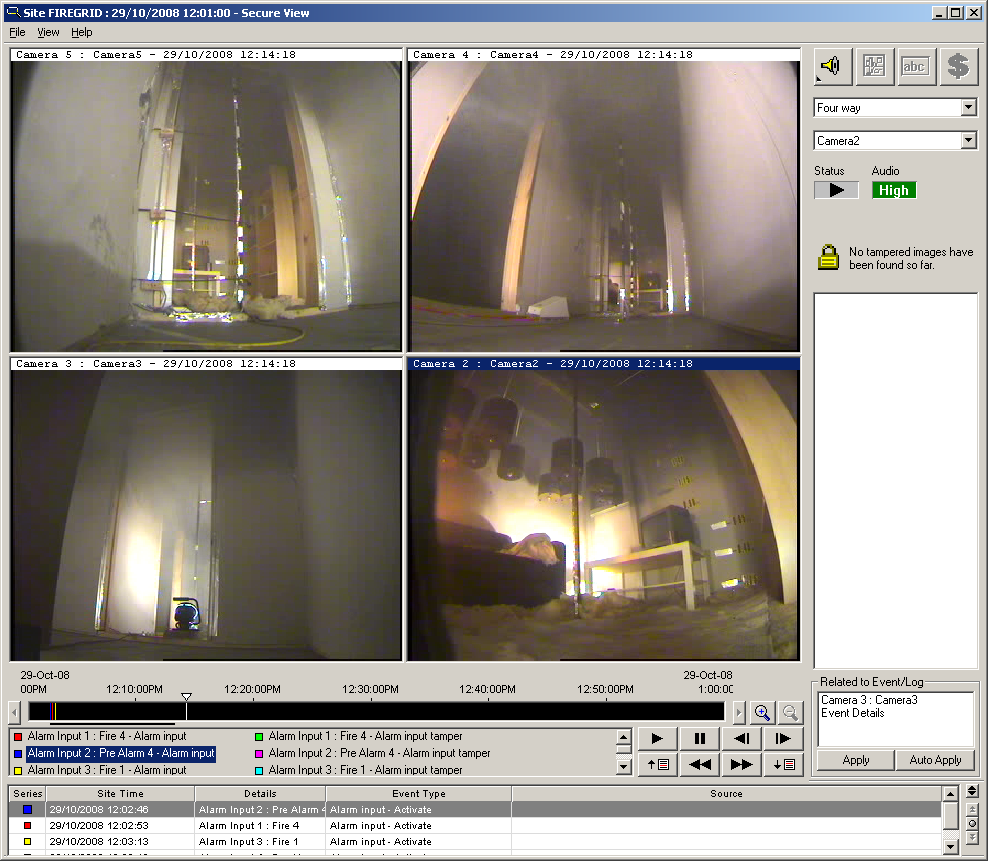 Site FIREGRID : 29/10/2008 12:01:00 - Secure View
File View Help
Camera 5 : Camera5 - 29/10/2008 12:14:18
Camera 4 : Camera4 - 29/10/2008 12:14:18
abc
$
Four way
Camera2
Status Audio
High
No tampered images have
been found so far.
Camera 3 : Camera3 - 29/10/2008 12:14:18
Camera 2 : Camera2 - 29/10/2008 12:14:18
29-Oct-08 29-Oct-08
00PM 12:10:00PM 12:20:00PM 12:30:00PM 12:40:00PM 12:50:00PM 1:00:00
Related to Event/Log
Camera 3 : Camera3
Event Details
Apply Auto Apply
Alarm Input 1 : Fire 4 - Alarm input
Alarm Input 2 : Pre Alarm 4 - Alarm input
Alarm Input 3 : Fire 1 - Alarm input
Alarm Input 1 : Fire 4 - Alarm input tamper
Alarm Input 2 : Pre Alarm 4 - Alarm input tamper
Alarm Input 3 : Fire 1 - Alarm input tamper
Series Site Time Details Event Type Source
29/10/2008 12:02:46 Alarm Input 2 : Pre Alarm 4 Alarm input - Activate
29/10/2008 12:02:53 Alarm Input 1 : Fire 4 Alarm input - Activate
29/10/2008 12:03:13 Alarm Input 3 : Fire 1 Alarm input - Activate